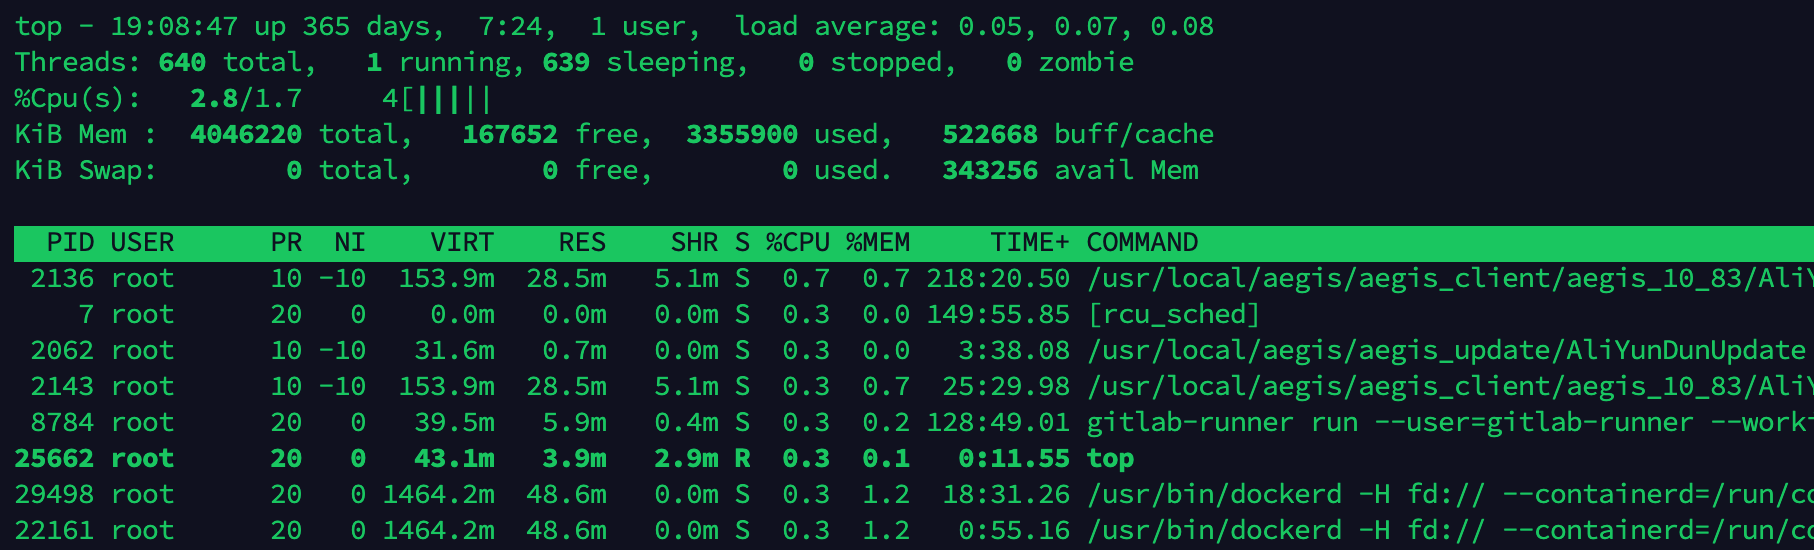 top - 19:08:47 up 365 days,  7:24,  1 user,  load average: 0.05, 0.07, 0.08
Threads: 640 total,   1 running, 639 sleeping,   0 stopped,   0 zombie
%Cpu(s):   2.8/1.7     4[|||||
KiB Mem :  4046220 total,   167652 free,  3355900 used,   522668 buff/cache
KiB Swap:        0 total,        0 free,        0 used.   343256 avail Mem
  PID USER      PR  NI    VIRT    RES    SHR S %CPU %MEM     TIME+ COMMAND
 2136 root      10 -10  153.9m  28.5m   5.1m S  0.7  0.7 218:20.50 /usr/local/aegis/aegis_client/aegis_10_83/AliY
    7 root      20   0    0.0m   0.0m   0.0m S  0.3  0.0 149:55.85 [rcu_sched]
 2062 root      10 -10   31.6m   0.7m   0.0m S  0.3  0.0   3:38.08 /usr/local/aegis/aegis_update/AliYunDunUpdate
 2143 root      10 -10  153.9m  28.5m   5.1m S  0.3  0.7  25:29.98 /usr/local/aegis/aegis_client/aegis_10_83/AliY
 8784 root      20   0   39.5m   5.9m   0.4m S  0.3  0.2 128:49.01 gitlab-runner run --user=gitlab-runner --worki
25662 root      20   0   43.1m   3.9m   2.9m R  0.3  0.1   0:11.55 top
29498 root      20   0 1464.2m  48.6m   0.0m S  0.3  1.2  18:31.26 /usr/bin/dockerd -H fd:// --containerd=/run/co
22161 root      20   0 1464.2m  48.6m   0.0m S  0.3  1.2   0:55.16 /usr/bin/dockerd -H fd:// --containerd=/run/co